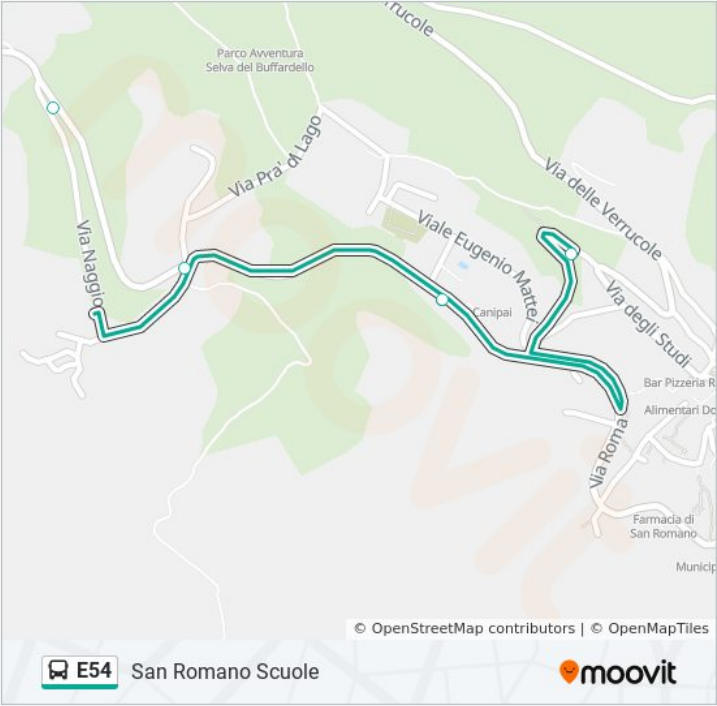 rrucole
Parco Avventura
Selva del Buffardello
Via Pra' di Lago
Via delle Verrucole
Via Naggio
Viale Eugenio Mattei
Canipai
Via degli Studi
Bar Pizzeria R
Alimentari Do
Via Roma
Farmacia di
San Romano
Municip
© OpenStreetMap contributors | © OpenMapTiles
E54 San Romano Scuole
moovit